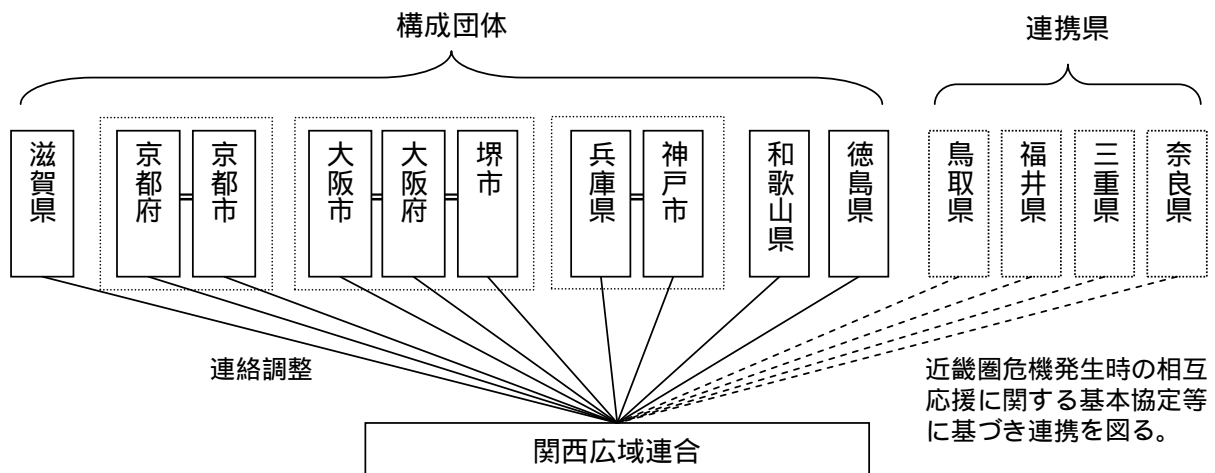 構成団体
連携県
滋賀県
京都府
京都市
大阪市
大阪府
堺市
兵庫県
神戸市
和歌山県
徳島県
鳥取県
福井県
三重県
奈良県
連絡調整
近畿圏危機発生時の相互
応援に関する基本協定等
に基づき連携を図る。
関西広域連合